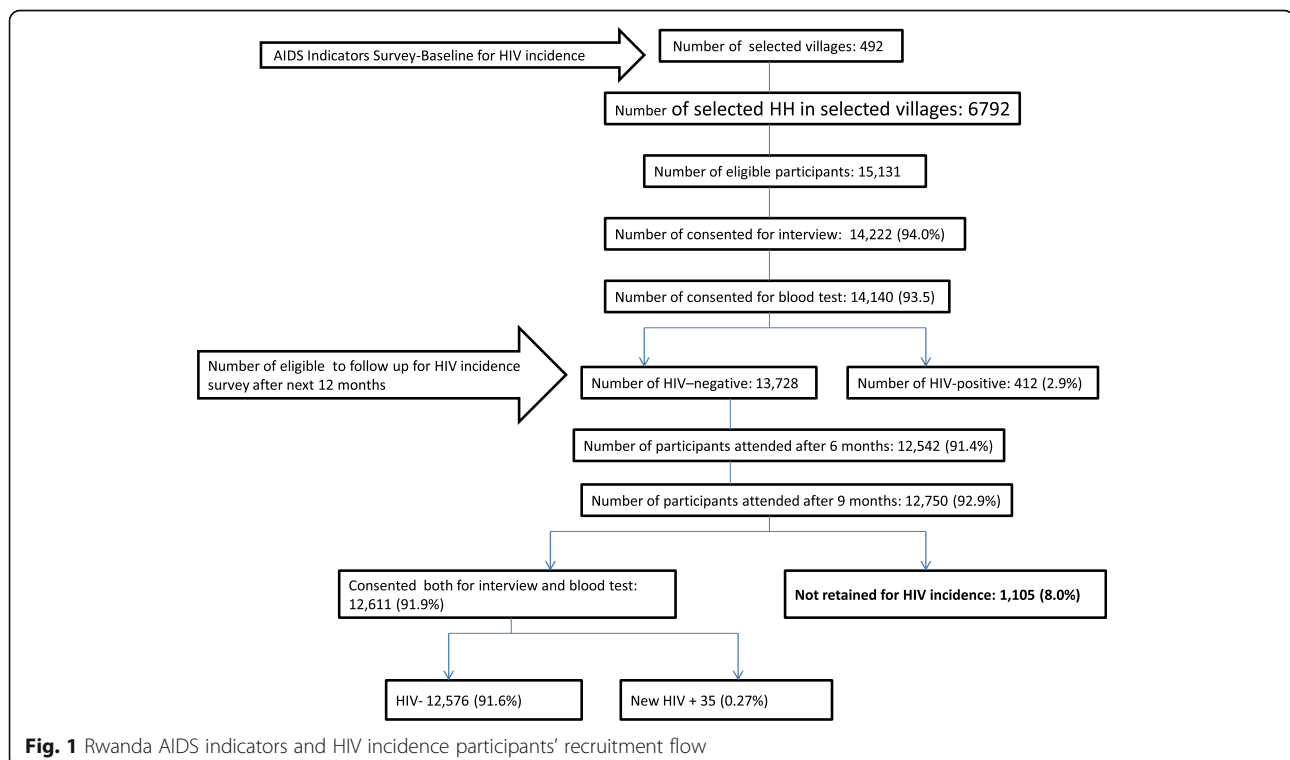 AIDS Indicators Survey-Baseline for HIV incidence
Number of selected villages: 492
Number of selected HH in selected villages: 6792
Number of eligible participants: 15,131
Number of consented for interview: 14,222 (94.0%)
Number of consented for blood test: 14,140 (93.5)
Number of eligible to follow up for HIV incidence
survey after next 12 months
Number of HIV–negative: 13,728
Number of HIV-positive: 412 (2.9%)
Number of participants attended after 6 months: 12,542 (91.4%)
Number of participants attended after 9 months: 12,750 (92.9%)
Consented both for interview and blood test:
12,611 (91.9%)
Not retained for HIV incidence: 1,105 (8.0%)
HIV- 12,576 (91.6%)
New HIV + 35 (0.27%)
Fig. 1 Rwanda AIDS indicators and HIV incidence participants’ recruitment flow